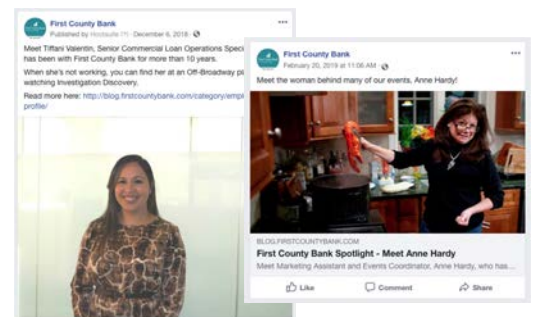 First County Bank
Published by Hootsuite [?] · December 6, 2018 ·
Meet Tiffani Valentin, Senior Commercial Loan Operations Speci
has been with First County Bank for more than 10 years.
When she's not working, you can find her at an Off-Broadway pl
watching Investigation Discovery.
Read more here: http://blog.firstcountybank.com/category/empl
profile/
First County Bank
February 20, 2019 at 11:06 AM ·
Meet the woman behind many of our events, Anne Hardy!
BLOG.FIRSTCOUNTYBANK.COM
First County Bank Spotlight - Meet Anne Hardy
Meet Marketing Assistant and Events Coordinator, Anne Hardy, who has...
Like
Comment
Share